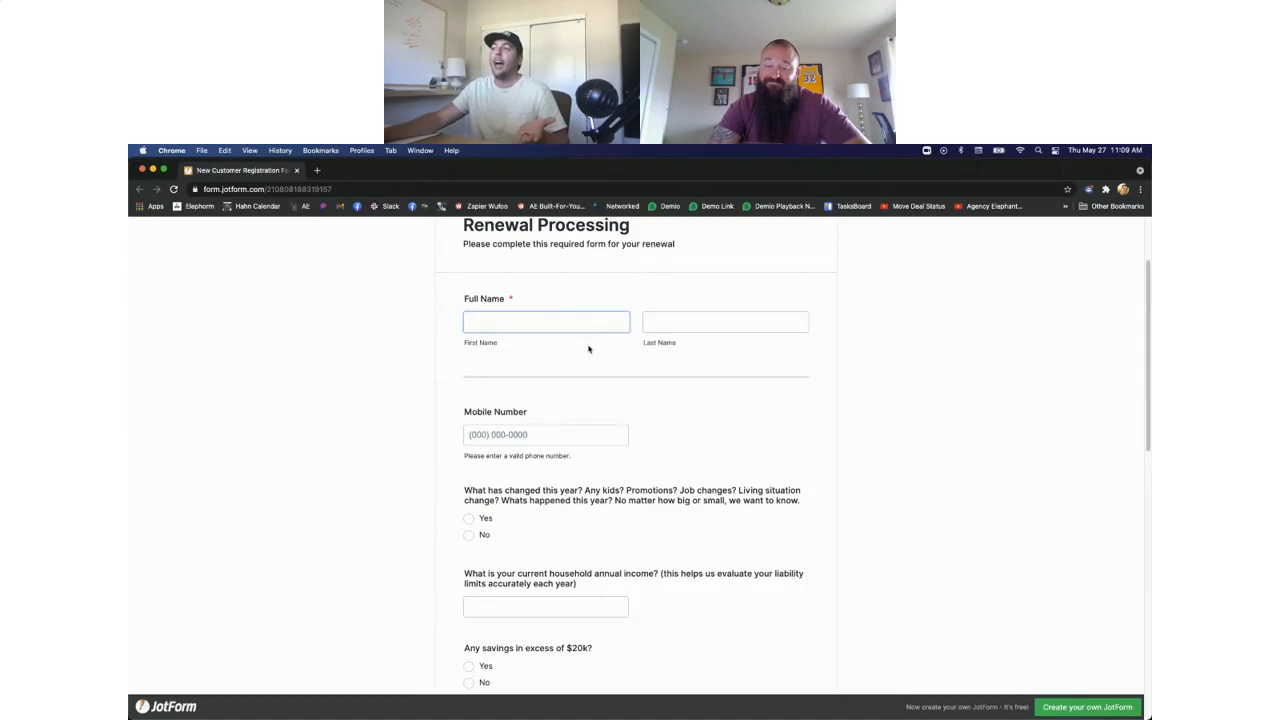 32
Chrome File Edit View History Bookmarks Profiles Tab Window Help Thu May 27 11:09 AM
New Customer Registration Fo
form.jotform.com/210808188319157
Apps Elephorm Hahn Calendar AE Slack Zapier Wufoo AE Built-For-You... Networked Demio Demo Link Demio Playback N... TasksBoard Move Deal Status Agency Elephant... » Other Bookmarks
Renewal Processing
Please complete this required form for your renewal
Full Name *
First Name Last Name
Mobile Number
(000) 000-0000
Please enter a valid phone number.
What has changed this year? Any kids? Promotions? Job changes? Living situation
change? Whats happened this year? No matter how big or small, we want to know.
Yes
No
What is your current household annual income? (this helps us evaluate your liability
limits accurately each year)
Any savings in excess of $20k?
Yes
No
JotForm Now create your own JotForm - It's free! Create your own JotForm